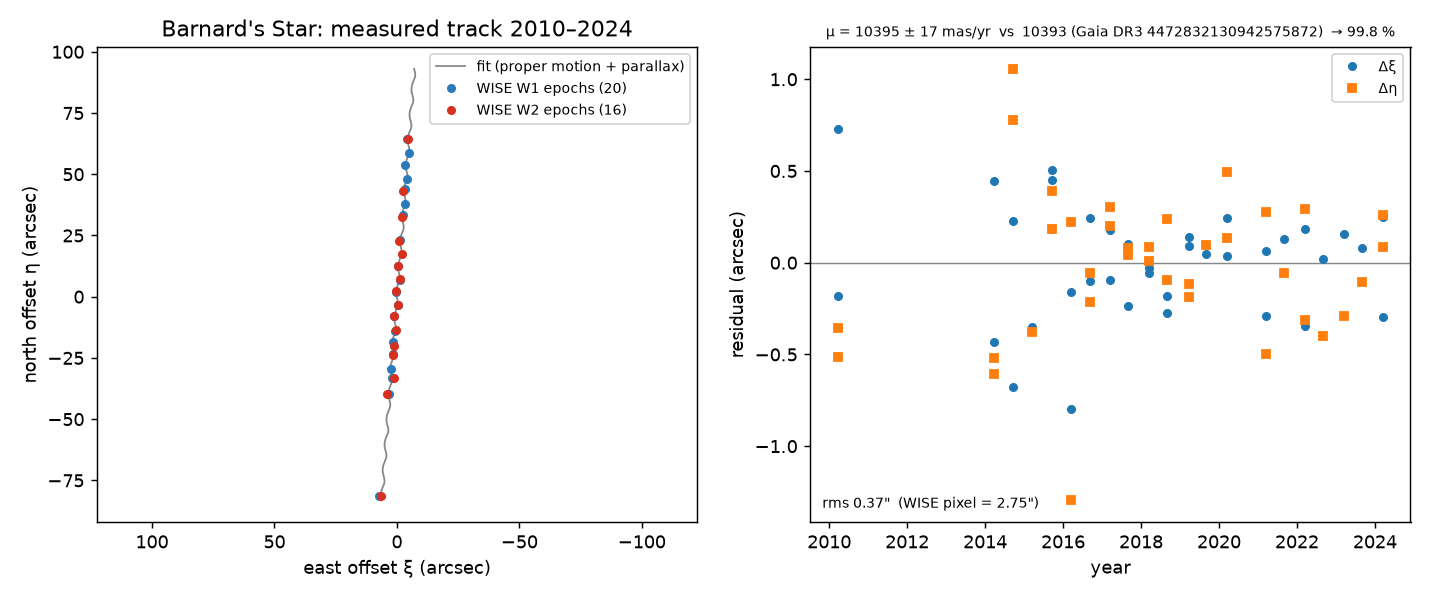 Barnard's Star: measured track 2010–2024
100
75
50
25
0
−25
−50
−75
north offset η (arcsec)
fit (proper motion + parallax)
WISE W1 epochs (20)
WISE W2 epochs (16)
100
50
0
−50
−100
east offset ξ (arcsec)
μ = 10395 ± 17 mas/yr vs 10393 (Gaia DR3 4472832130942575872) → 99.8 %
1.0
0.5
0.0
−0.5
−1.0
residual (arcsec)
Δξ
Δη
rms 0.37" (WISE pixel = 2.75")
2010
2012
2014
2016
2018
2020
2022
2024
year